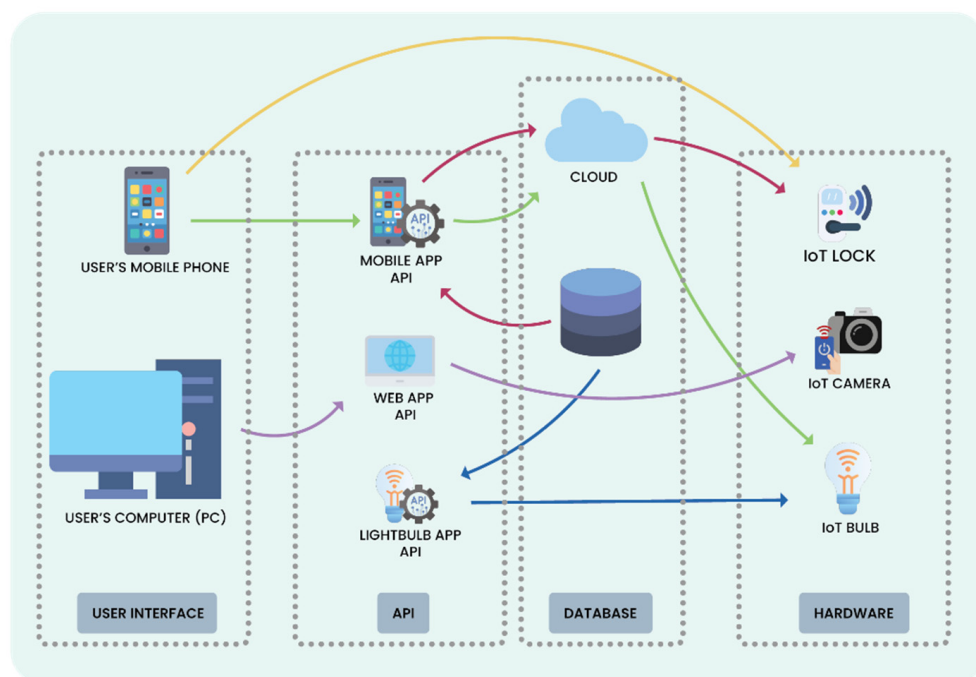 CLOUD
USER'S MOBILE PHONE
API
MOBILE APP
API
IoT LOCK
WEB APP
API
IoT CAMERA
USER'S COMPUTER (PC)
API
LIGHTBULB APP
API
IoT BULB
USER INTERFACE
API
DATABASE
HARDWARE